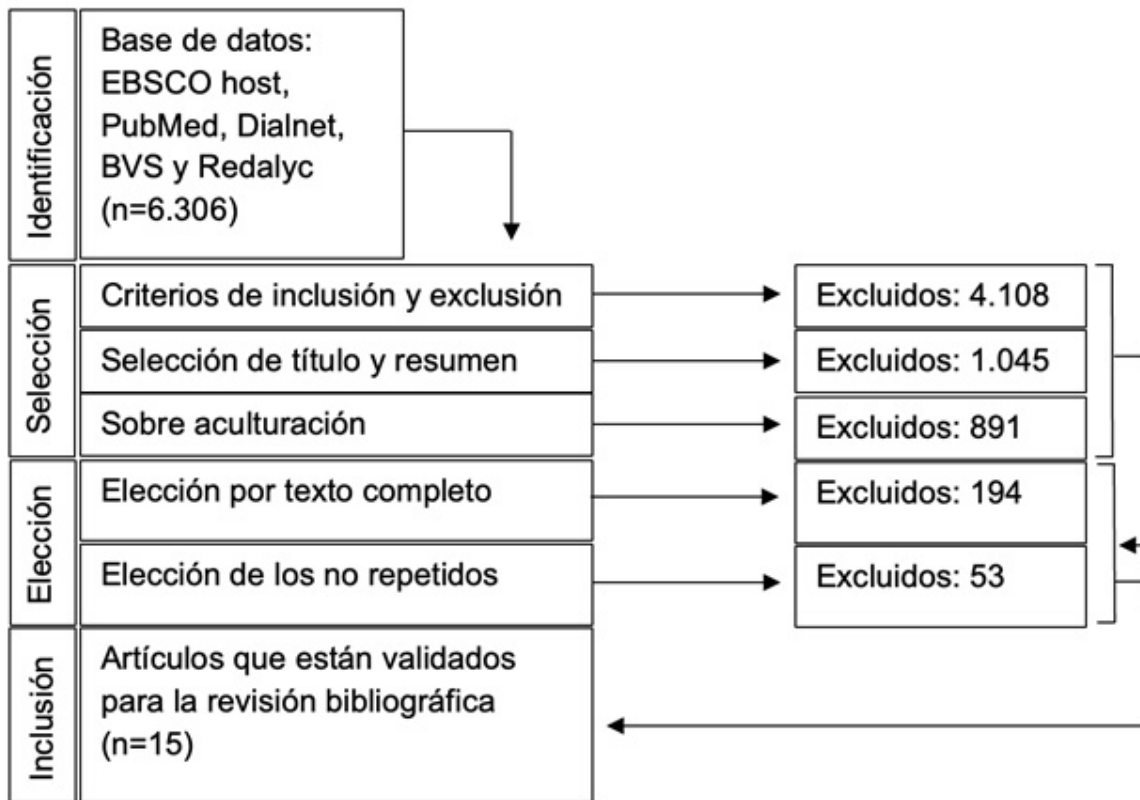 Identificación
Base de datos:
EBSCO host,
PubMed, Dialnet,
BVS y Redalyc
(n=6.306)
Selección
Criterios de inclusión y exclusión
Excluidos: 4.108
Selección de título y resumen
Excluidos: 1.045
Sobre aculturación
Excluidos: 891
Elección
Elección por texto completo
Excluidos: 194
Elección de los no repetidos
Excluidos: 53
Inclusión
Artículos que están validados
para la revisión bibliográfica
(n=15)